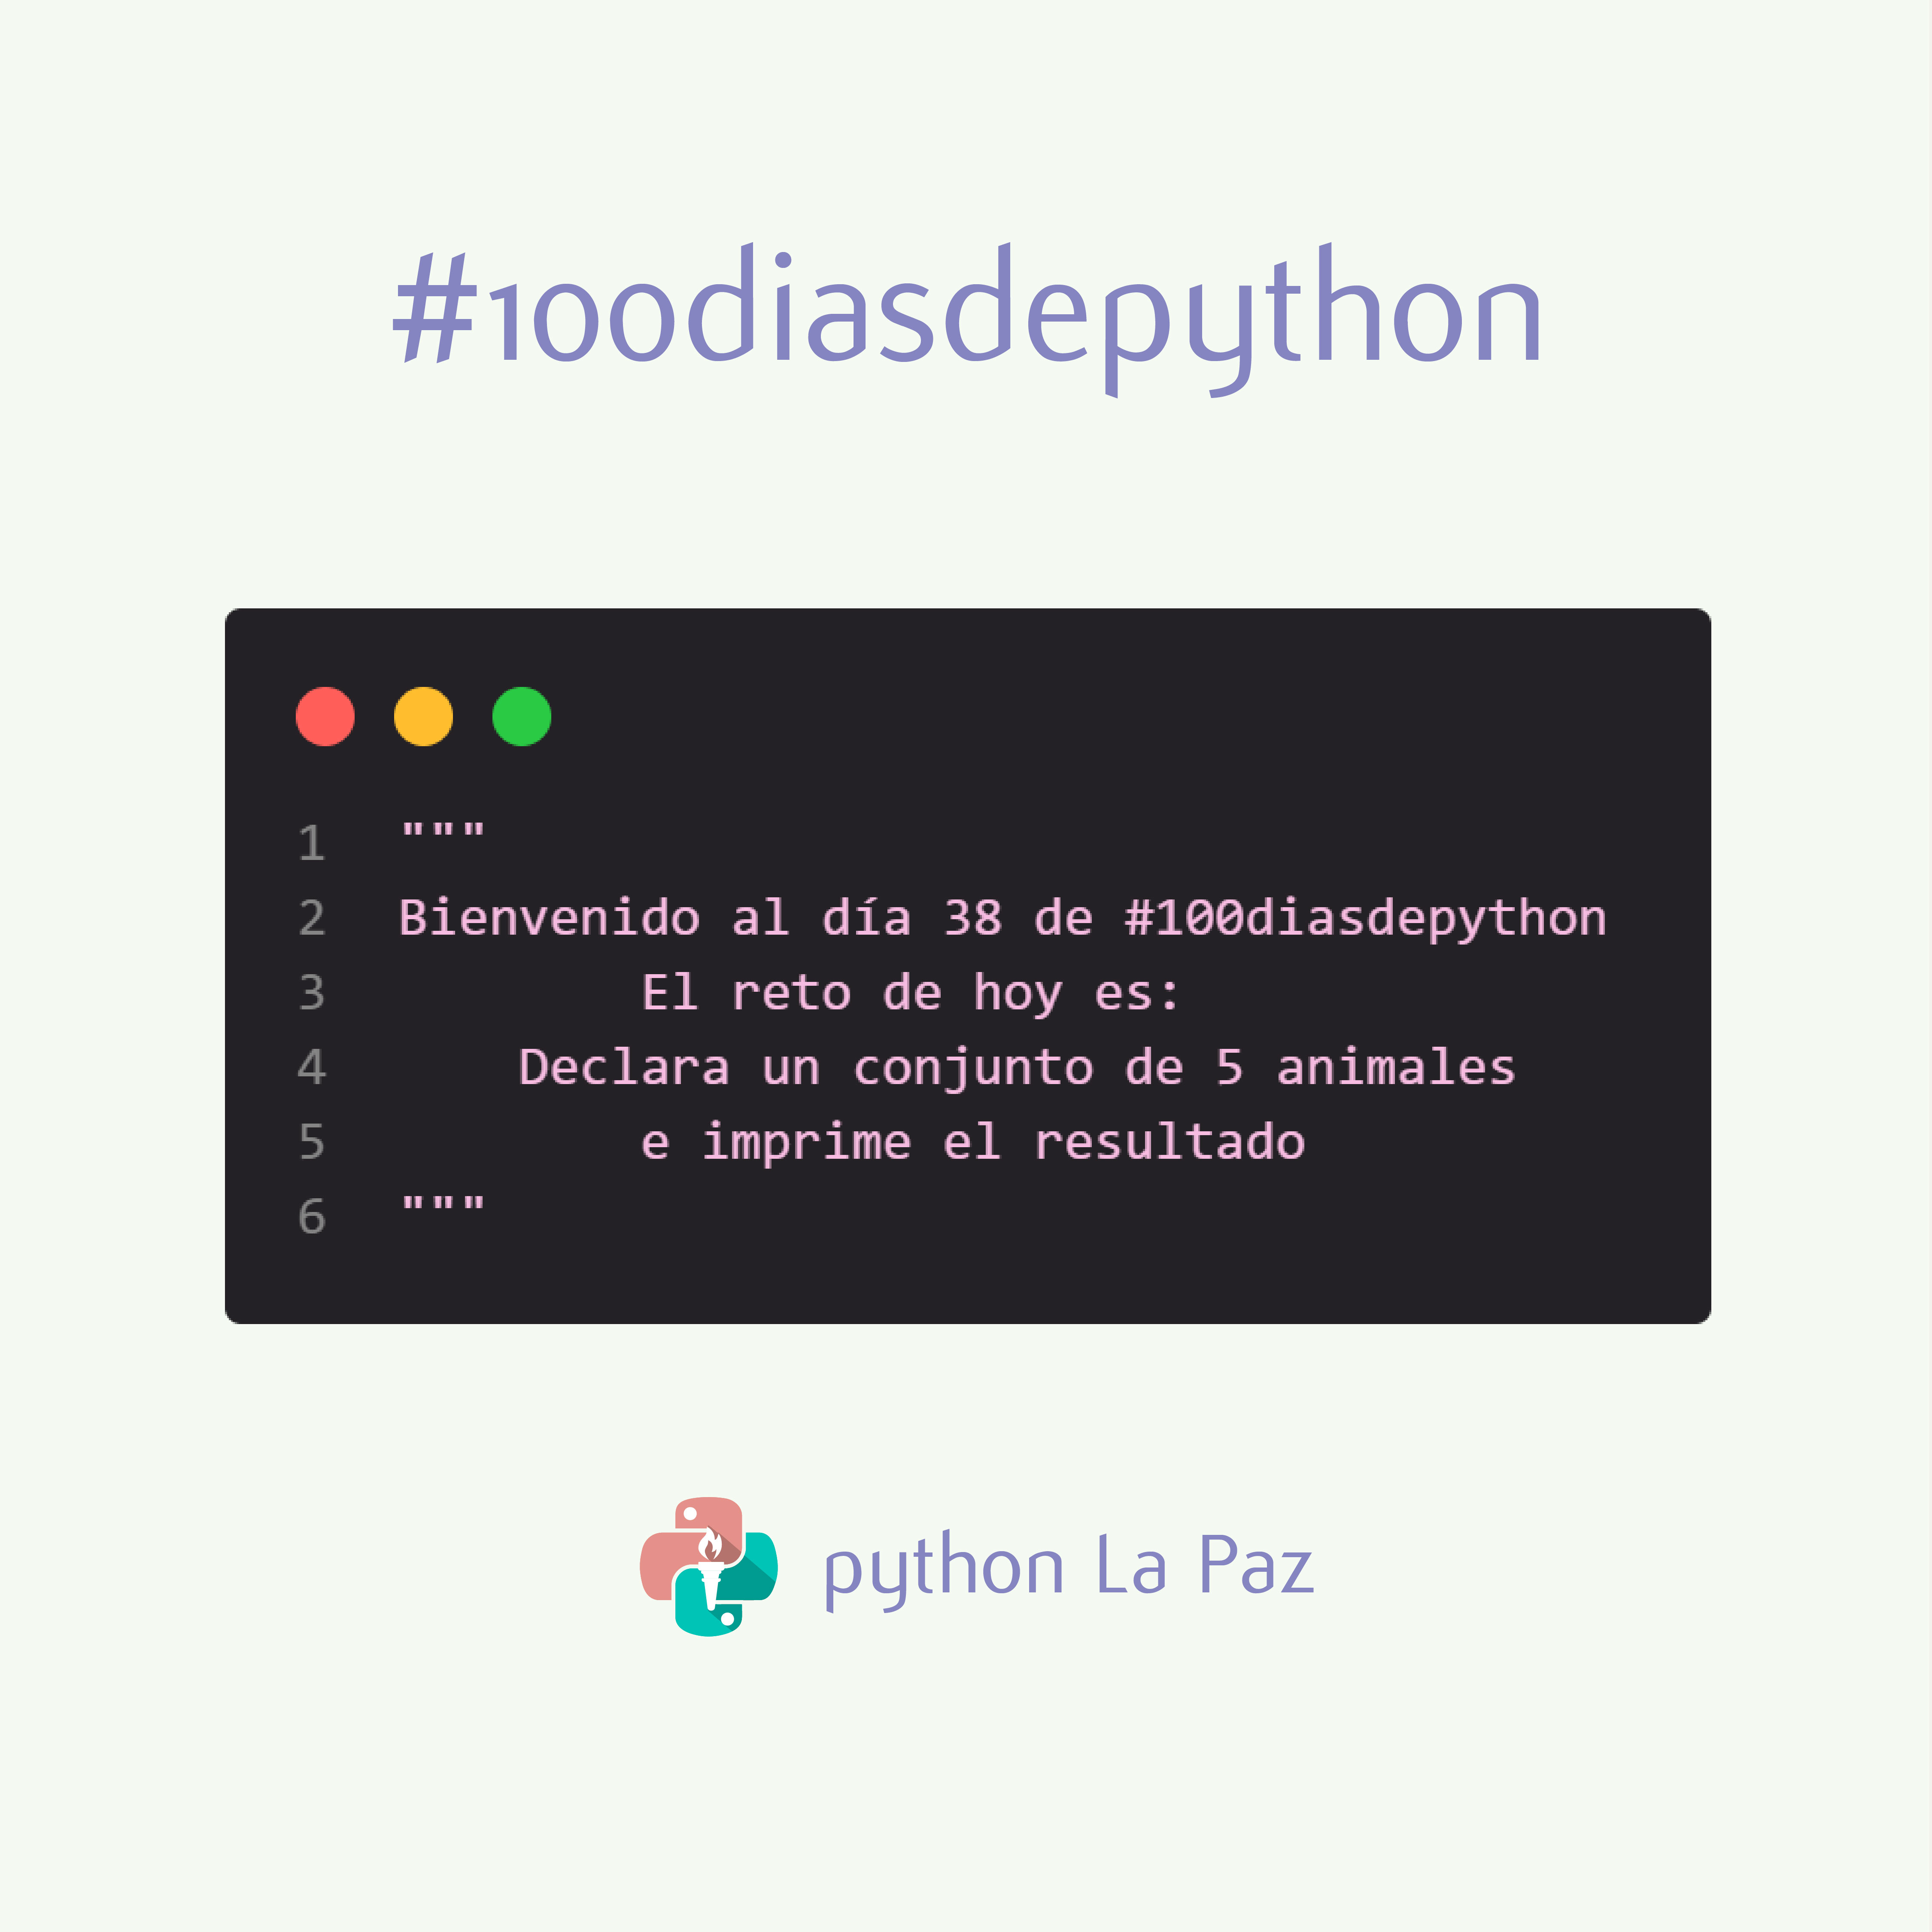 #100diasdepython
1 """
2 Bienvenido al día 38 de #100diasdepython
3 El reto de hoy es:
4 Declara un conjunto de 5 animales
5 e imprime el resultado
6 """
python La Paz